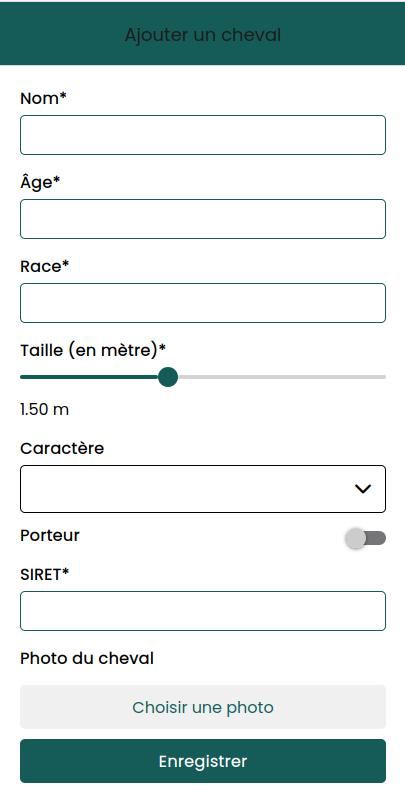 Ajouter un cheval
Nom*
Âge*
Race*
Taille (en mètre)*
1.50 m
Caractère
Porteur
SIRET*
Photo du cheval
Choisir une photo
Enregistrer